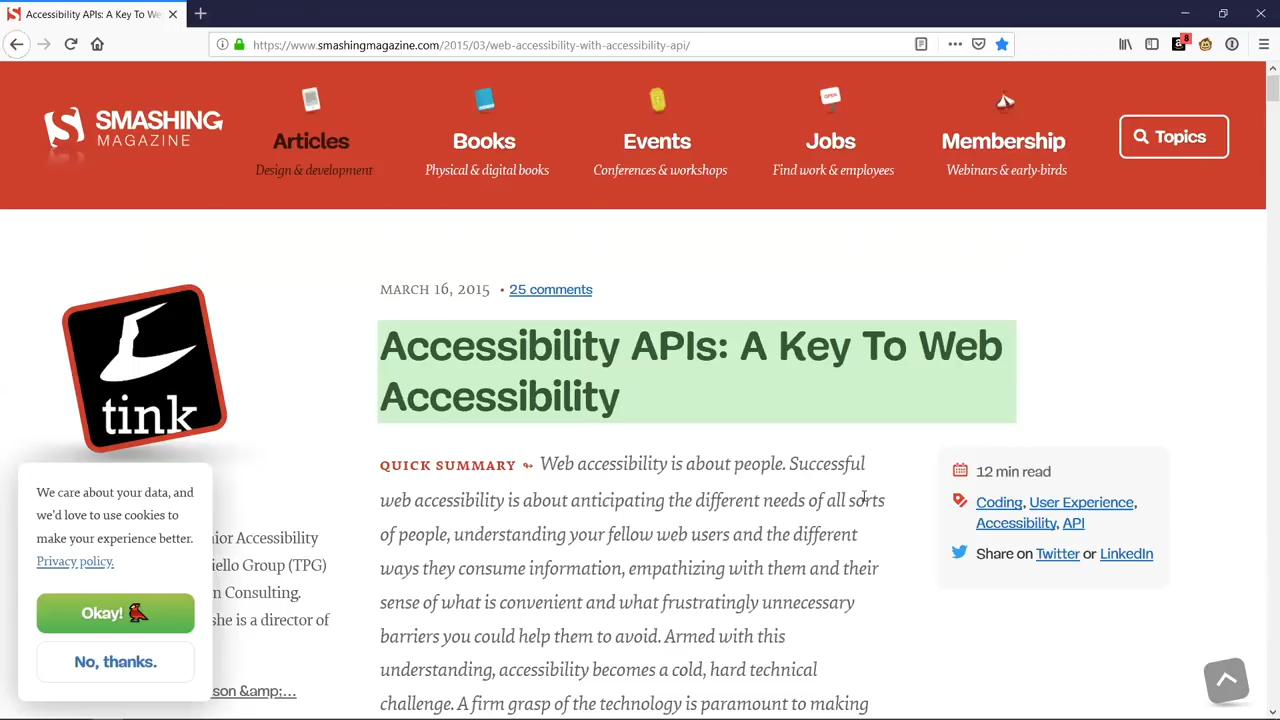 Accessibility APIs: A Key To We
https://www.smashingmagazine.com/2015/03/web-accessibility-with-accessibility-api/
8
SMASHING
MAGAZINE
Articles
Design & development
Books
Physical & digital books
Events
Conferences & workshops
OPEN
Jobs
Find work & employees
Membership
Webinars & early-birds
Topics
MARCH 16, 2015 • 25 comments
Accessibility APIs: A Key To Web
Accessibility
tink
QUICK SUMMARY ↬ Web accessibility is about people. Successful
web accessibility is about anticipating the different needs of all sorts
of people, understanding your fellow web users and the different
ways they consume information, empathizing with them and their
sense of what is convenient and what frustratingly unnecessary
barriers you could help them to avoid. Armed with this
understanding, accessibility becomes a cold, hard technical
challenge. A firm grasp of the technology is paramount to making
12 min read
Coding, User Experience,
Accessibility, API
Share on Twitter or LinkedIn
ior Accessibility
iello Group (TPG)
n Consulting.
she is a director of
son &amp;…
We care about your data, and
we'd love to use cookies to
make your experience better.
Privacy policy.
Okay!
No, thanks.